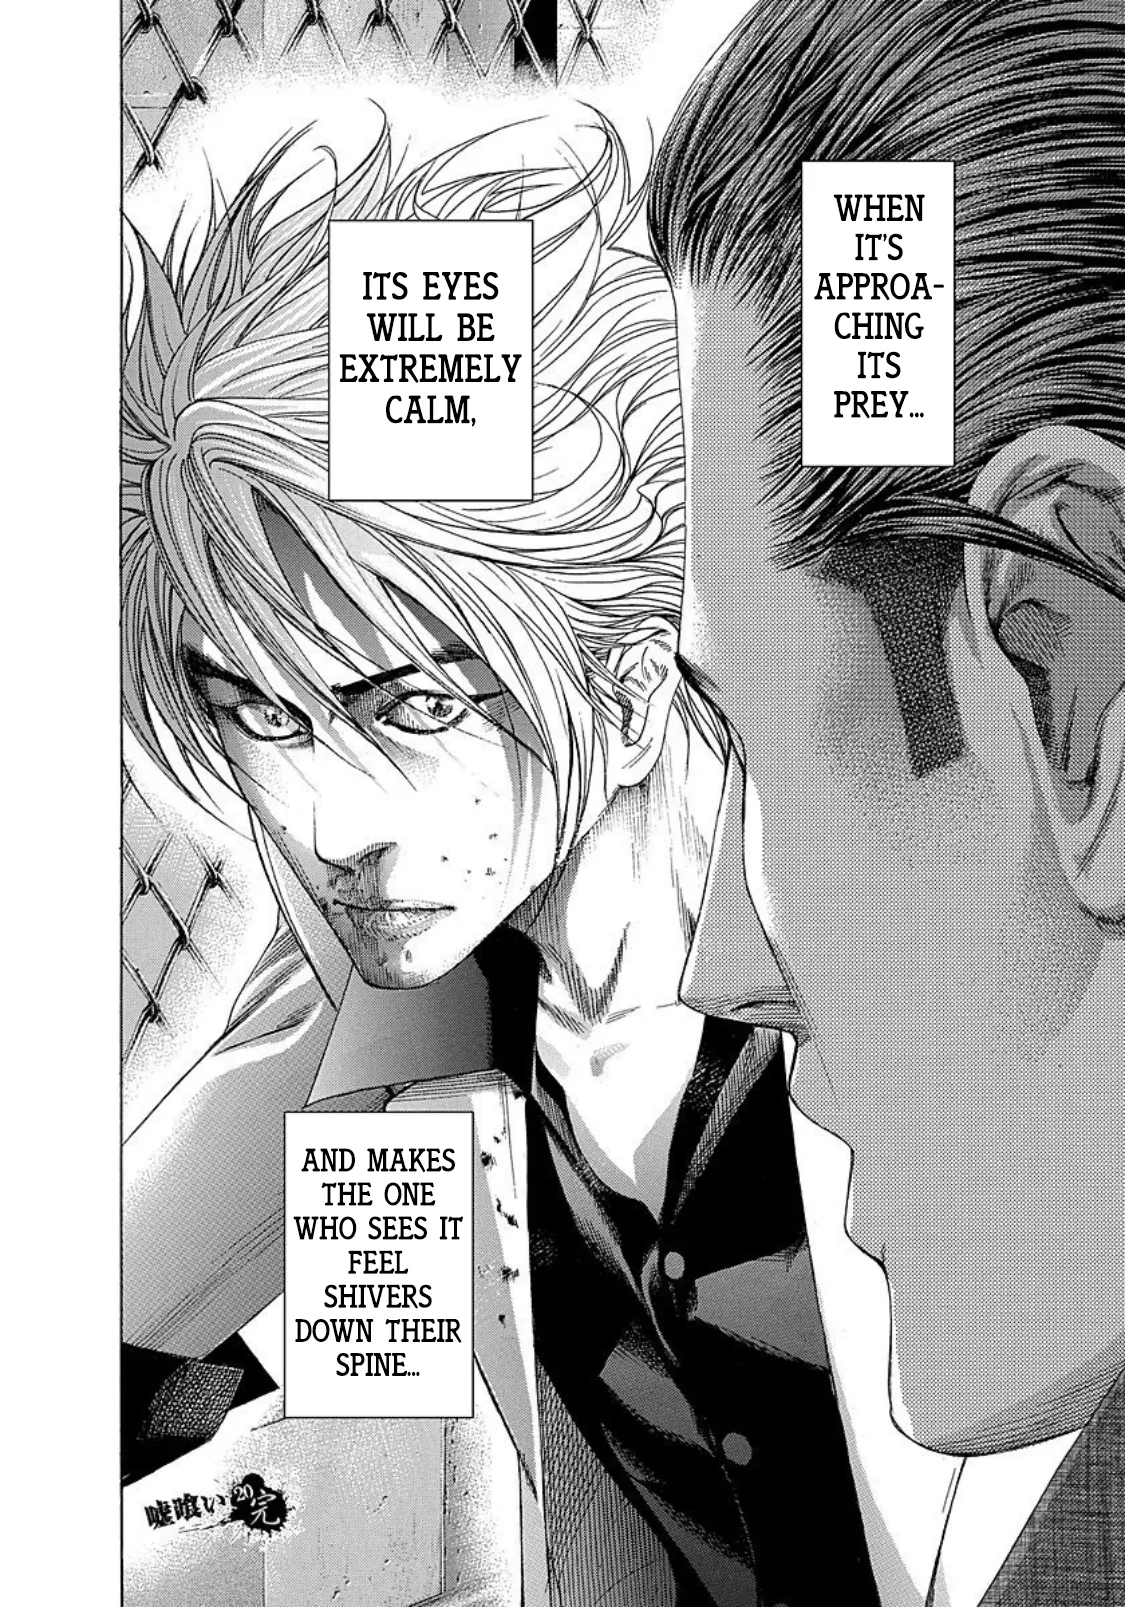 WHEN
IT'S
APPROA-
CHING
ITS
PREY...
ITS EYES
WILL BE
EXTREMELY
CALM,
AND MAKES
THE ONE
WHO SEES IT
FEEL
SHIVERS
DOWN THEIR
SPINE...
嘘喰い 20 完